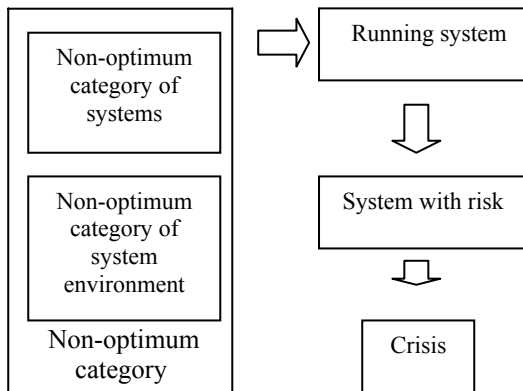 Non-optimum
category of
systems
Non-optimum
category of
system
environment
Non-optimum
category
Running system
System with risk
Crisis